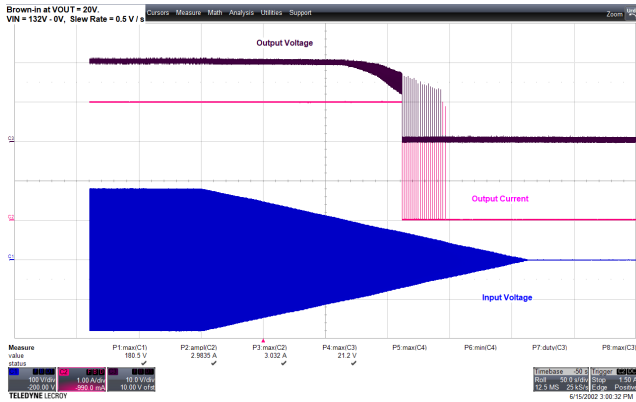 Brown-in at VOUT = 20V.
VIN = 132V - 0V, Slew Rate = 0.5 V / s
Cursors Measure Math Analysis Utilities Support
Zoom
Output Voltage
C3
Output Current
C2
C1
Input Voltage
Measure P1:max(C1) P2:ampl(C2) P3:max(C2) P4:max(C3) P5:max(C4) P6:min(C4) P7:duty(C3) P8:max(C3)
value 180.5 V 2.9835 A 3.032 A 21.2 V
status
100 V/div 1.00 A/div 10.0 V/div
-200.00 V -990.0 mA 10.00 V ofst
Timebase -50 s Trigger
Roll 50.0 s/div Stop 1.50 A
12.5 MS 25 kS/s Edge Positive
TELEDYNE LECROY 6/15/2002 3:00:32 PM